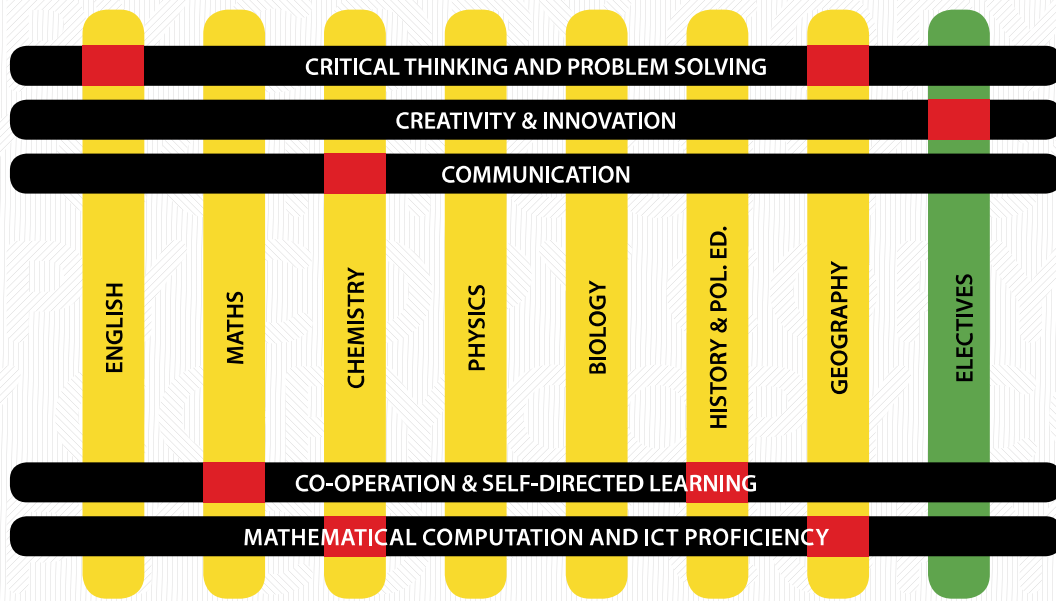 CRITICAL THINKING AND PROBLEM SOLVING
CREATIVITY & INNOVATION
COMMUNICATION
ENGLISH
MATHS
CHEMISTRY
PHYSICS
BIOLOGY
HISTORY & POL. ED.
GEOGRAPHY
ELECTIVES
CO-OPERATION & SELF-DIRECTED LEARNING
MATHEMATICAL COMPUTATION AND ICT PROFICIENCY